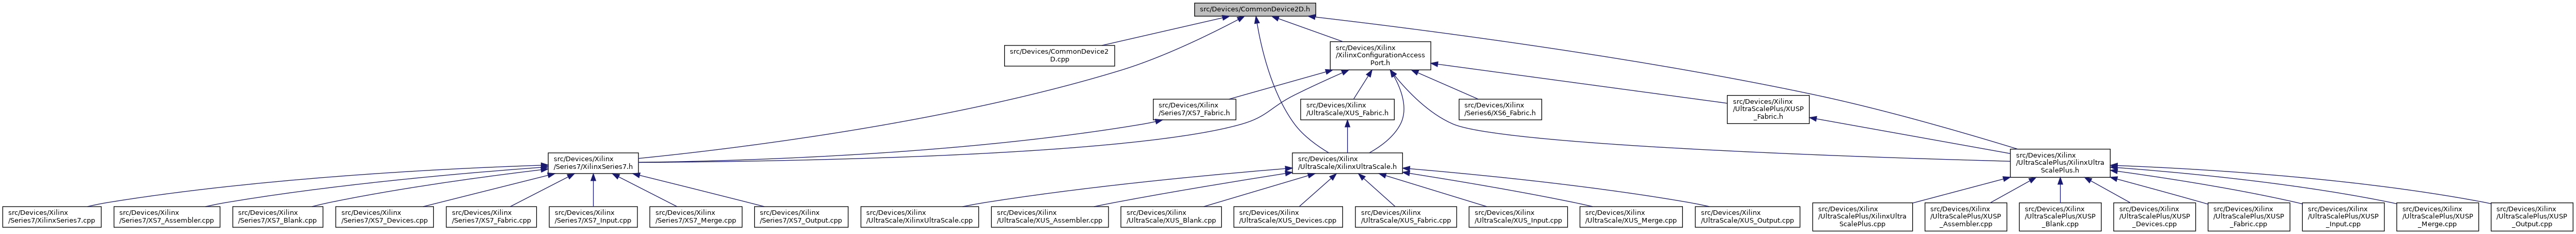 src/Devices/CommonDevice2D.h
src/Devices/CommonDevice2
D.cpp
src/Devices/Xilinx
/XilinxConfigurationAccess
Port.h
src/Devices/Xilinx
/Series7/XS7_Fabric.h
src/Devices/Xilinx
/UltraScale/XUS_Fabric.h
src/Devices/Xilinx
/Series6/XS6_Fabric.h
src/Devices/Xilinx
/UltraScalePlus/XUSP
_Fabric.h
src/Devices/Xilinx
/Series7/XilinxSeries7.h
src/Devices/Xilinx
/UltraScale/XilinxUltraScale.h
src/Devices/Xilinx
/UltraScalePlus/XilinxUltra
ScalePlus.h
src/Devices/Xilinx
/Series7/XilinxSeries7.cpp
src/Devices/Xilinx
/Series7/XS7_Assembler.cpp
src/Devices/Xilinx
/Series7/XS7_Blank.cpp
src/Devices/Xilinx
/Series7/XS7_Devices.cpp
src/Devices/Xilinx
/Series7/XS7_Fabric.cpp
src/Devices/Xilinx
/Series7/XS7_Input.cpp
src/Devices/Xilinx
/Series7/XS7_Merge.cpp
src/Devices/Xilinx
/Series7/XS7_Output.cpp
src/Devices/Xilinx
/UltraScale/XilinxUltraScale.cpp
src/Devices/Xilinx
/UltraScale/XUS_Assembler.cpp
src/Devices/Xilinx
/UltraScale/XUS_Blank.cpp
src/Devices/Xilinx
/UltraScale/XUS_Devices.cpp
src/Devices/Xilinx
/UltraScale/XUS_Fabric.cpp
src/Devices/Xilinx
/UltraScale/XUS_Input.cpp
src/Devices/Xilinx
/UltraScale/XUS_Merge.cpp
src/Devices/Xilinx
/UltraScale/XUS_Output.cpp
src/Devices/Xilinx
/UltraScalePlus/XilinxUltra
ScalePlus.cpp
src/Devices/Xilinx
/UltraScalePlus/XUSP
_Assembler.cpp
src/Devices/Xilinx
/UltraScalePlus/XUSP
_Blank.cpp
src/Devices/Xilinx
/UltraScalePlus/XUSP
_Devices.cpp
src/Devices/Xilinx
/UltraScalePlus/XUSP
_Fabric.cpp
src/Devices/Xilinx
/UltraScalePlus/XUSP
_Input.cpp
src/Devices/Xilinx
/UltraScalePlus/XUSP
_Merge.cpp
src/Devices/Xilinx
/UltraScalePlus/XUSP
_Output.cpp